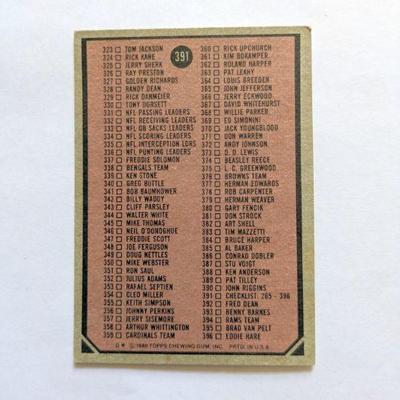 391
323 TOM JACKSON
324 RICK KANE
325 JERRY SHERK
326 RAY PRESTON
327 GOLDEN RICHARDS
328 RANDY DEAN
329 RICK DANMEIER
330 TONY DORSETT
331 NFL PASSING LEADERS
332 NFL RECEIVING LEADERS
333 NFL QB SACKS LEADERS
334 NFL SCORING LEADERS
335 NFL INTERCEPTION LDRS
336 NFL PUNTING LEADERS
337 FREDDIE SOLOMON
338 BENGALS TEAM
339 KEN STONE
340 GREG BUTTLE
341 BOB BAUMHOWER
342 BILLY WADDY
343 CLIFF PARSLEY
344 WALTER WHITE
345 MIKE THOMAS
346 NEIL O'DONOGHUE
347 FREDDIE SCOTT
348 JOE FERGUSON
349 DOUG NETTLES
350 MIKE WEBSTER
351 RON SAUL
352 JULIUS ADAMS
353 RAFAEL SEPTIEN
354 CLEO MILLER
355 KEITH SIMPSON
356 JOHNNY PERKINS
357 JERRY SISEMORE
358 ARTHUR WHITTINGTON
359 CARDINALS TEAM
360 RICK UPCHURCH
361 KIM BOKAMPER
362 ROLAND HARPER
363 PAT LEAHY
364 LOUIS BREEDEN
365 JOHN JEFFERSON
366 JERRY ECKWOOD
367 DAVID WHITEHURST
368 WILLIE PARKER
369 ED SIMONINI
370 JACK YOUNGBLOOD
371 DON WARREN
372 ANDY JOHNSON
373 D. D. LEWIS
374 BEASLEY REECE
375 L. C. GREENWOOD
376 BROWNS TEAM
377 HERMAN EDWARDS
378 ROB CARPENTER
379 HERMAN WEAVER
380 GARY FENCIK
381 DON STROCK
382 ART SHELL
383 TIM MAZZETTI
384 BRUCE HARPER
385 AL BAKER
386 CONRAD DOBLER
387 STU VOIGT
388 KEN ANDERSON
389 PAT TILLEY
390 JOHN RIGGINS
391 CHECKLIST: 265 - 396
392 FRED DEAN
393 BENNY BARNES
394 RAMS TEAM
395 BRAD VAN PELT
396 EDDIE HARE
D * © 1980 TOPPS CHEWING GUM, INC. PRTD. IN U.S.A.